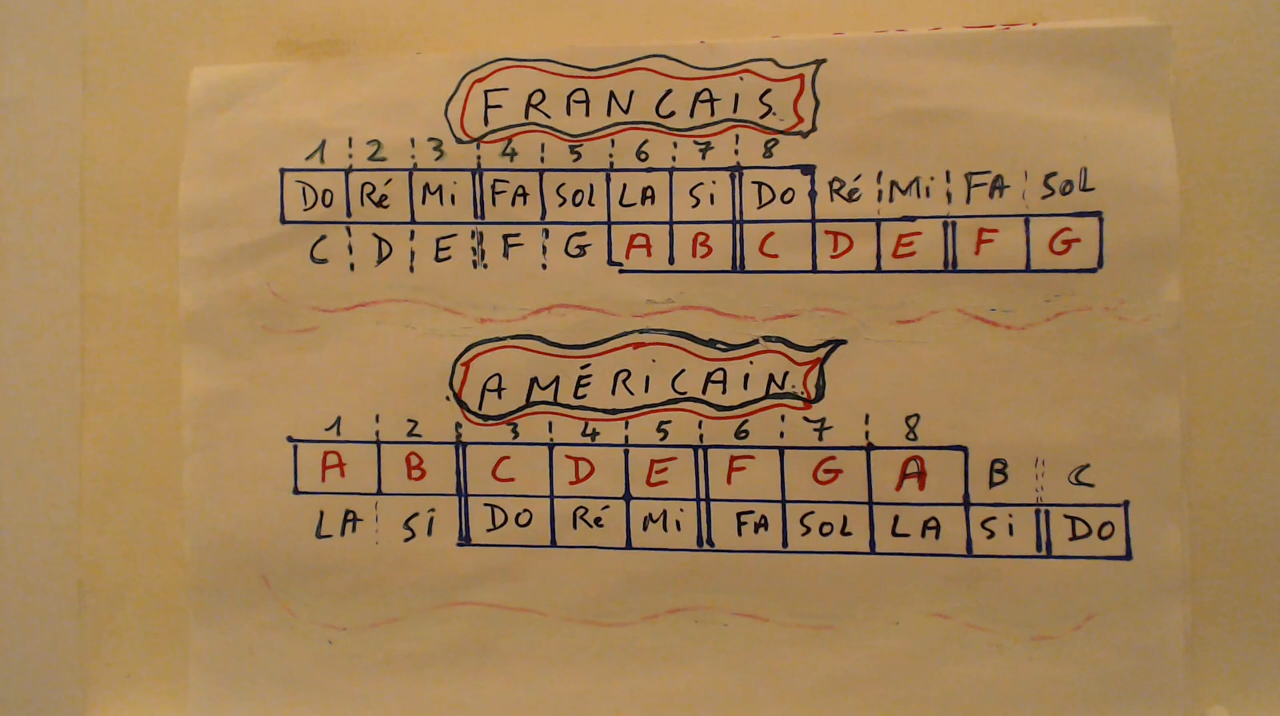 FRANCAIS
1 2 3 4 5 6 7 8
DO Ré Mi FA SOL LA Si DO Ré Mi FA SOL
C D E F G A B C D E F G
AMÉRICAIN
1 2 3 4 5 6 7 8
A B C D E F G A B C
LA Si DO Ré Mi FA SOL LA Si DO